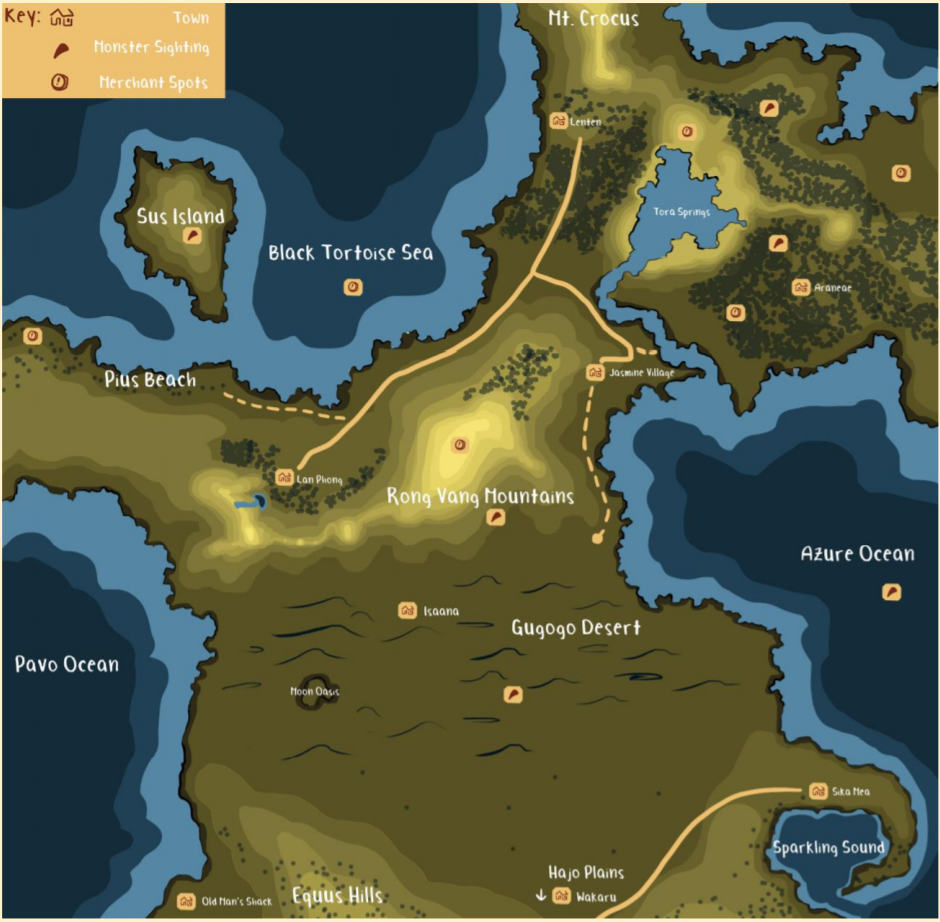 Key:
Town
Monster Sighting
Merchant Spots
Mt. Crocus
Lenten
Tora Springs
Sus Island
Black Tortoise Sea
Araneae
Pius Beach
Jasmine Village
Lan Phong
Rong Vang Mountains
Azure Ocean
Isaana
Gugogo Desert
Pavo Ocean
Moon Oasis
Sika Mea
Sparkling Sound
Hajo Plains
Wakaru
Equus Hills
Old Man's Shack